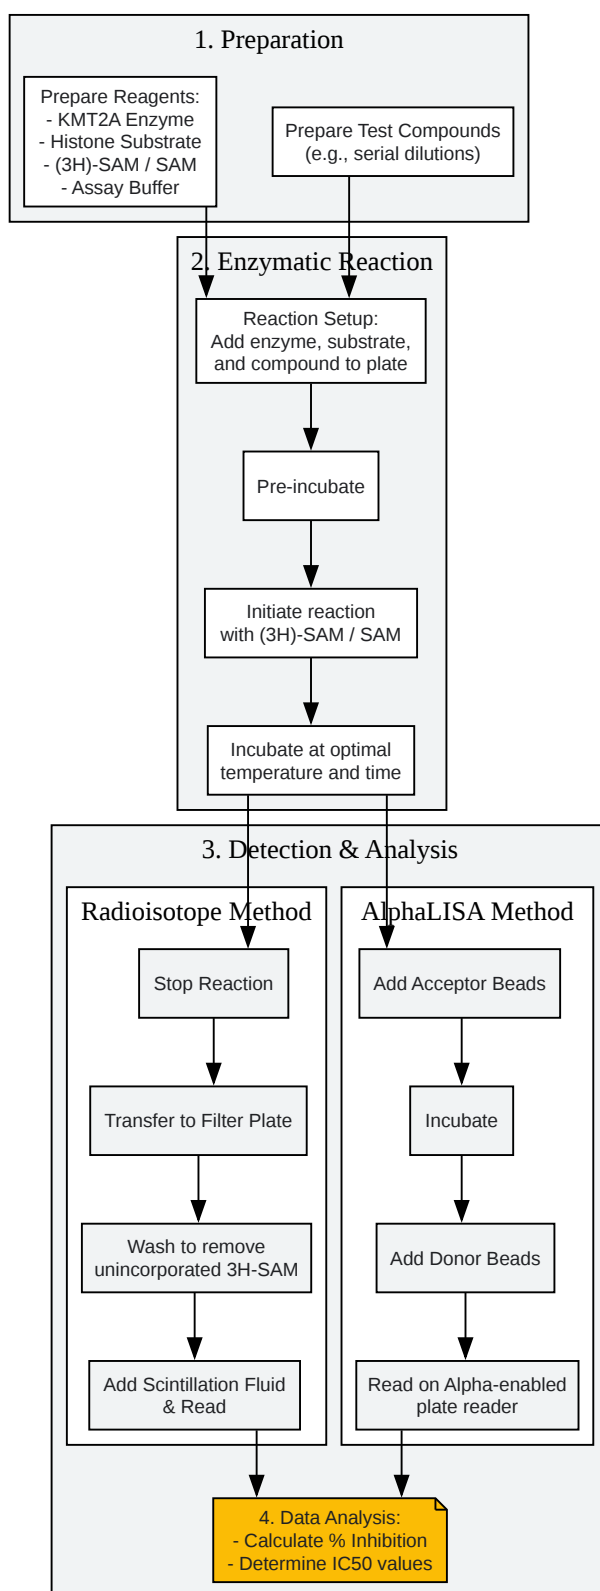 1. Preparation
Prepare Reagents:
- KMT2A Enzyme
- Histone Substrate
- (3H)-SAM / SAM
- Assay Buffer
Prepare Test Compounds
(e.g., serial dilutions)
2. Enzymatic Reaction
Reaction Setup:
Add enzyme, substrate,
and compound to plate
Pre-incubate
Initiate reaction
with (3H)-SAM / SAM
Incubate at optimal
temperature and time
3. Detection & Analysis
Radioisotope Method
Stop Reaction
Transfer to Filter Plate
Wash to remove
unincorporated 3H-SAM
Add Scintillation Fluid
& Read
AlphaLISA Method
Add Acceptor Beads
Incubate
Add Donor Beads
Read on Alpha-enabled
plate reader
4. Data Analysis:
- Calculate % Inhibition
- Determine IC50 values